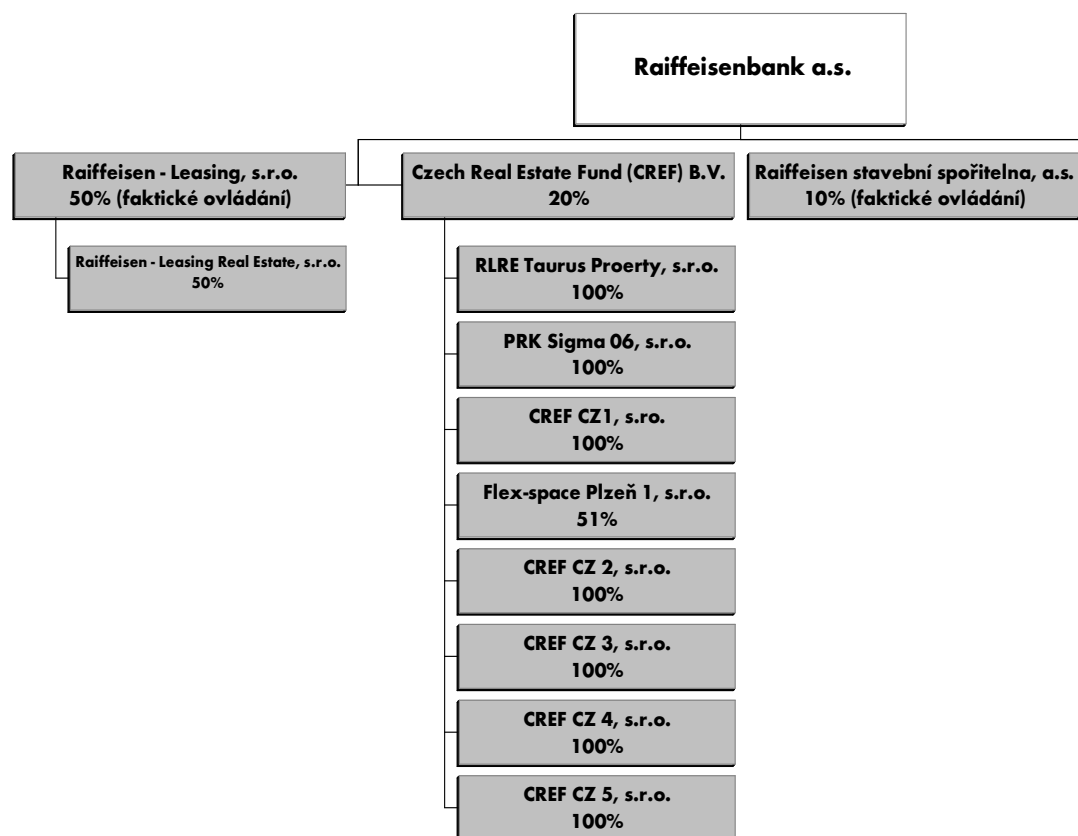 Raiffeisenbank a.s.
Raiffeisen - Leasing, s.r.o.
50% (faktické ovládání)
Raiffeisen - Leasing Real Estate, s.r.o.
50%
Czech Real Estate Fund (CREF) B.V.
20%
RLRE Taurus Proerty, s.r.o.
100%
PRK Sigma 06, s.r.o.
100%
CREF CZ1, s.ro.
100%
Flex-space Plzeň 1, s.r.o.
51%
CREF CZ 2, s.r.o.
100%
CREF CZ 3, s.r.o.
100%
CREF CZ 4, s.r.o.
100%
CREF CZ 5, s.r.o.
100%
Raiffeisen stavební spořitelna, a.s.
10% (faktické ovládání)